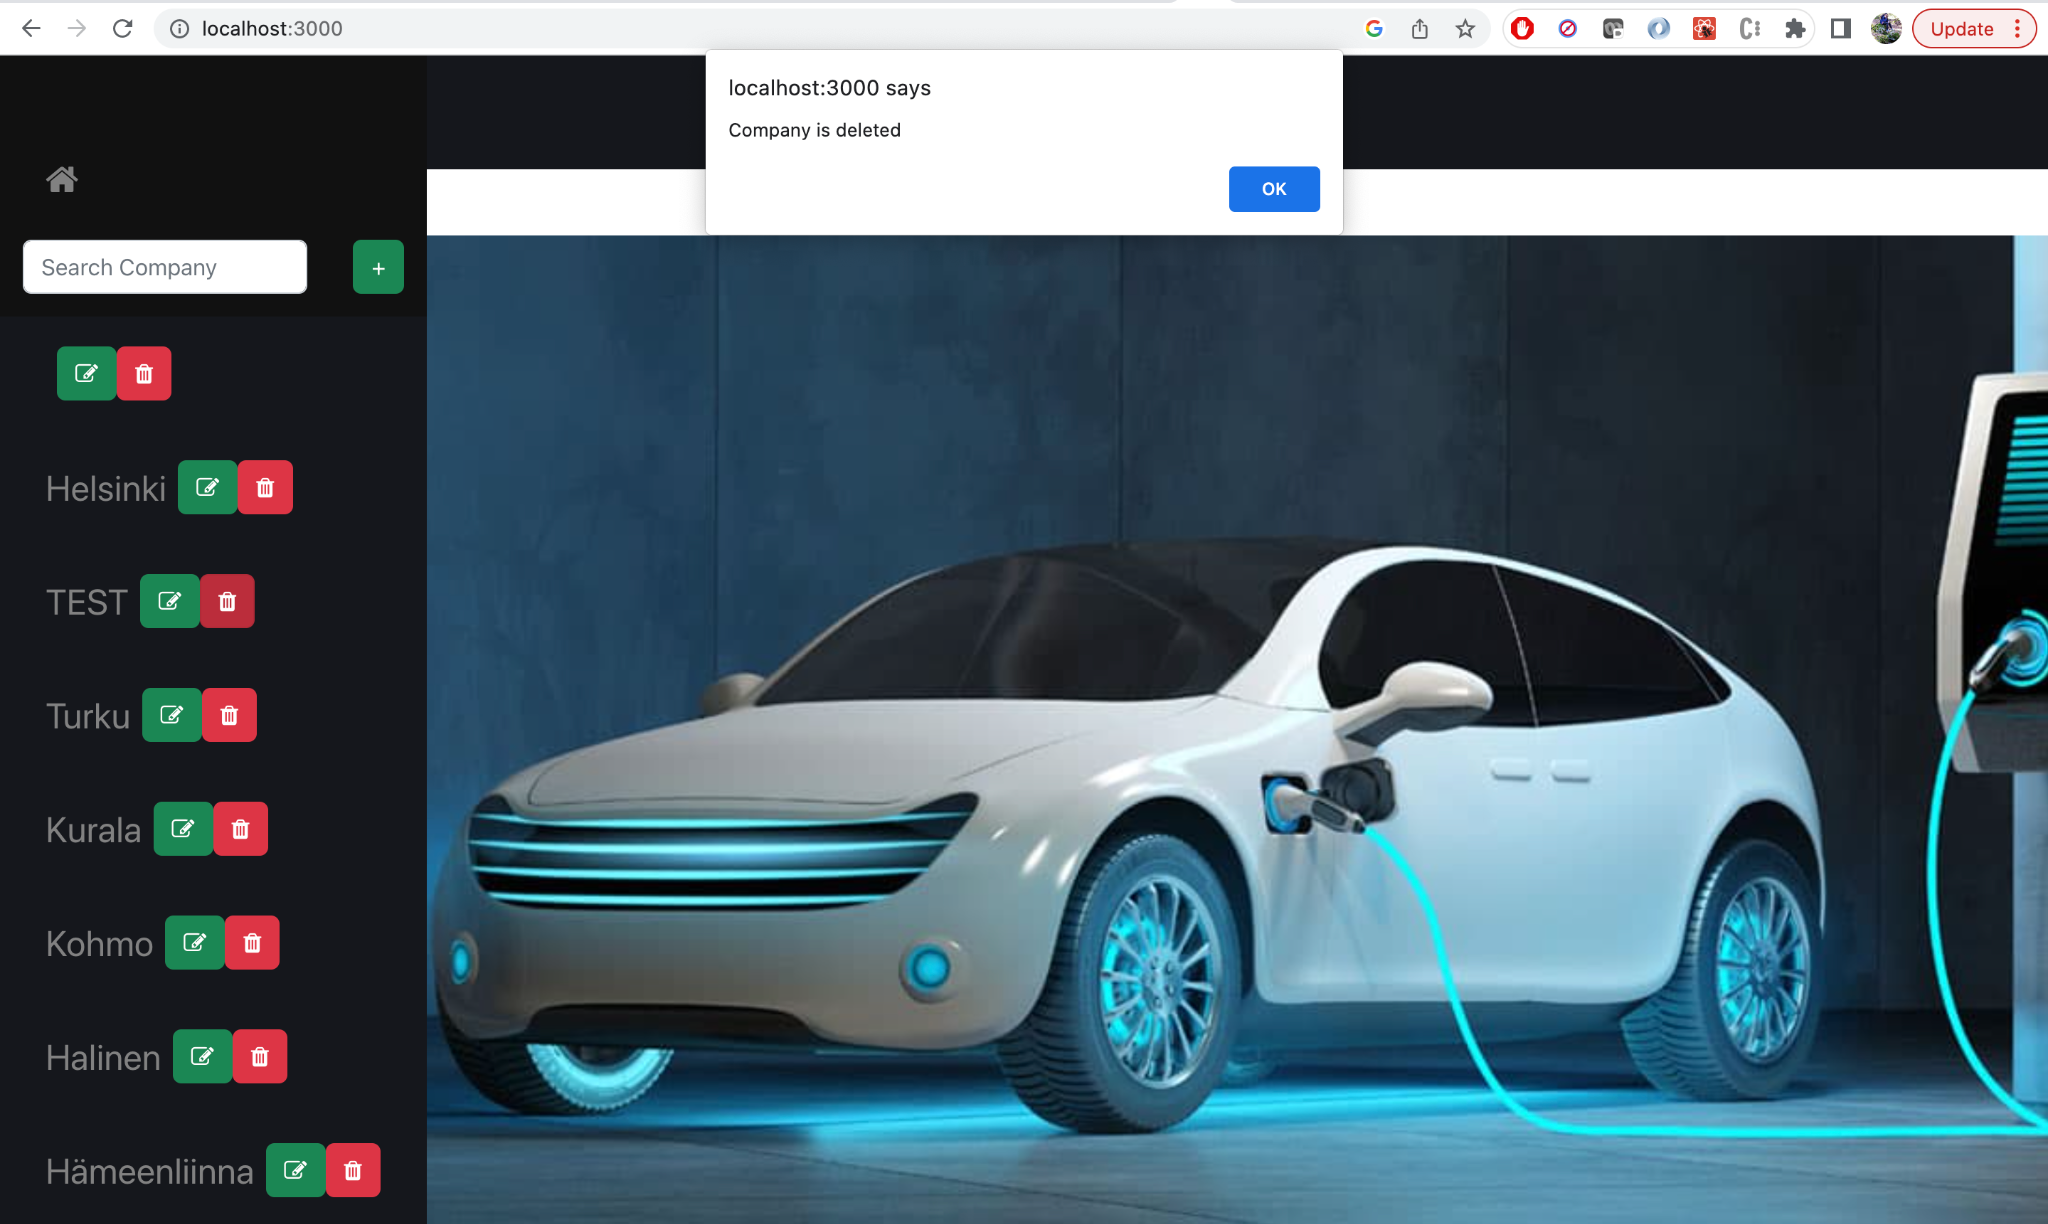 localhost:3000
Update
localhost:3000 says
Company is deleted
OK
Search Company
+
Helsinki
TEST
Turku
Kurala
Kohmo
Halinen
Hämeenliinna